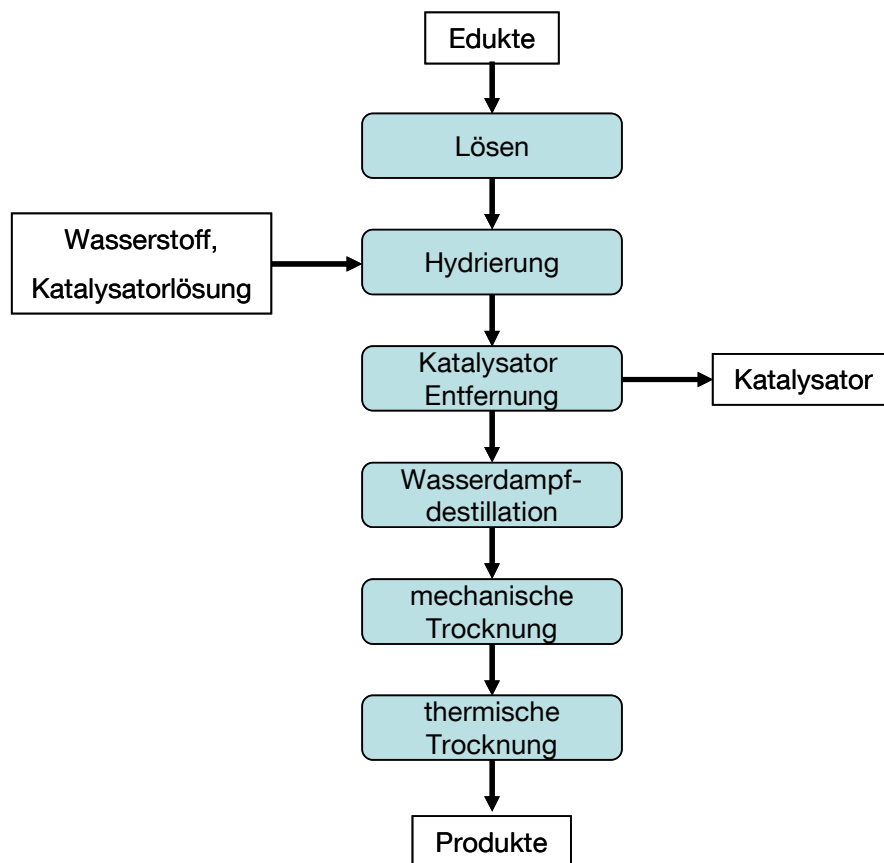 Edukte
Lösen
Wasserstoff,
Katalysatorlösung
Hydrierung
Katalysator
Entfernung
Katalysator
Wasserdampf-
destillation
mechanische
Trocknung
thermische
Trocknung
Produkte